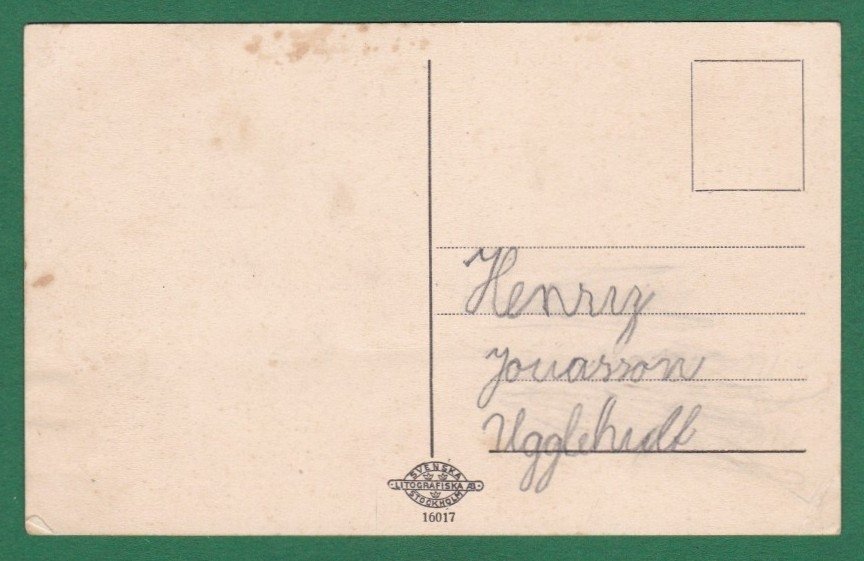 Henry
Jonasson
Ugglehult
SVENSKA
LITOGRAFISKA AB
STOCKHOLM
16017